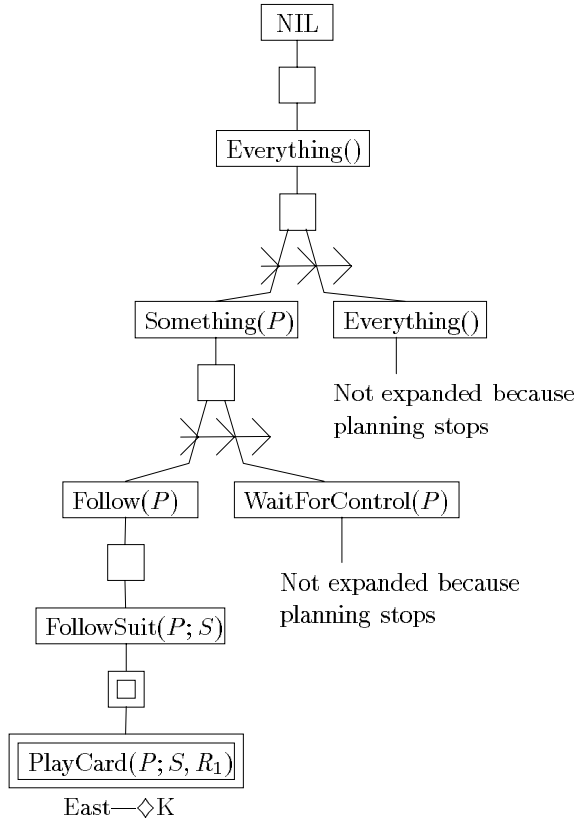 NIL
Everything()
Something(P)
Everything()
Not expanded because
planning stops
Follow(P)
WaitForControl(P)
Not expanded because
planning stops
FollowSuit(P; S)
PlayCard(P; S, R₁)
East—◇K